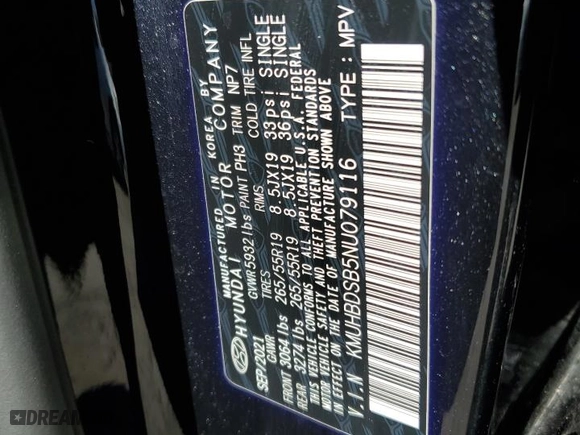 MANUFACTURED IN KOREA BY
HYUNDAI MOTOR COMPANY
SEP/2021 GVWR 5932 lbs PAINT PH3 TRIM NP7
GAWR TIRES RIMS COLD TIRE INFL
FRONT 3064 lbs 265/55R19 8.5JX19 33psi SINGLE
REAR 3274 lbs 265/55R19 8.5JX19 36psi SINGLE
THIS VEHICLE CONFORMS TO ALL APPLICABLE U.S.A. FEDERAL
MOTOR VEHICLE SAFETY AND THEFT PREVENTION STANDARDS
IN EFFECT ON THE DATE OF MANUFACTURE SHOWN ABOVE
V.I.N KMUHBDSB5NU079116 TYPE : MPV
DREAM